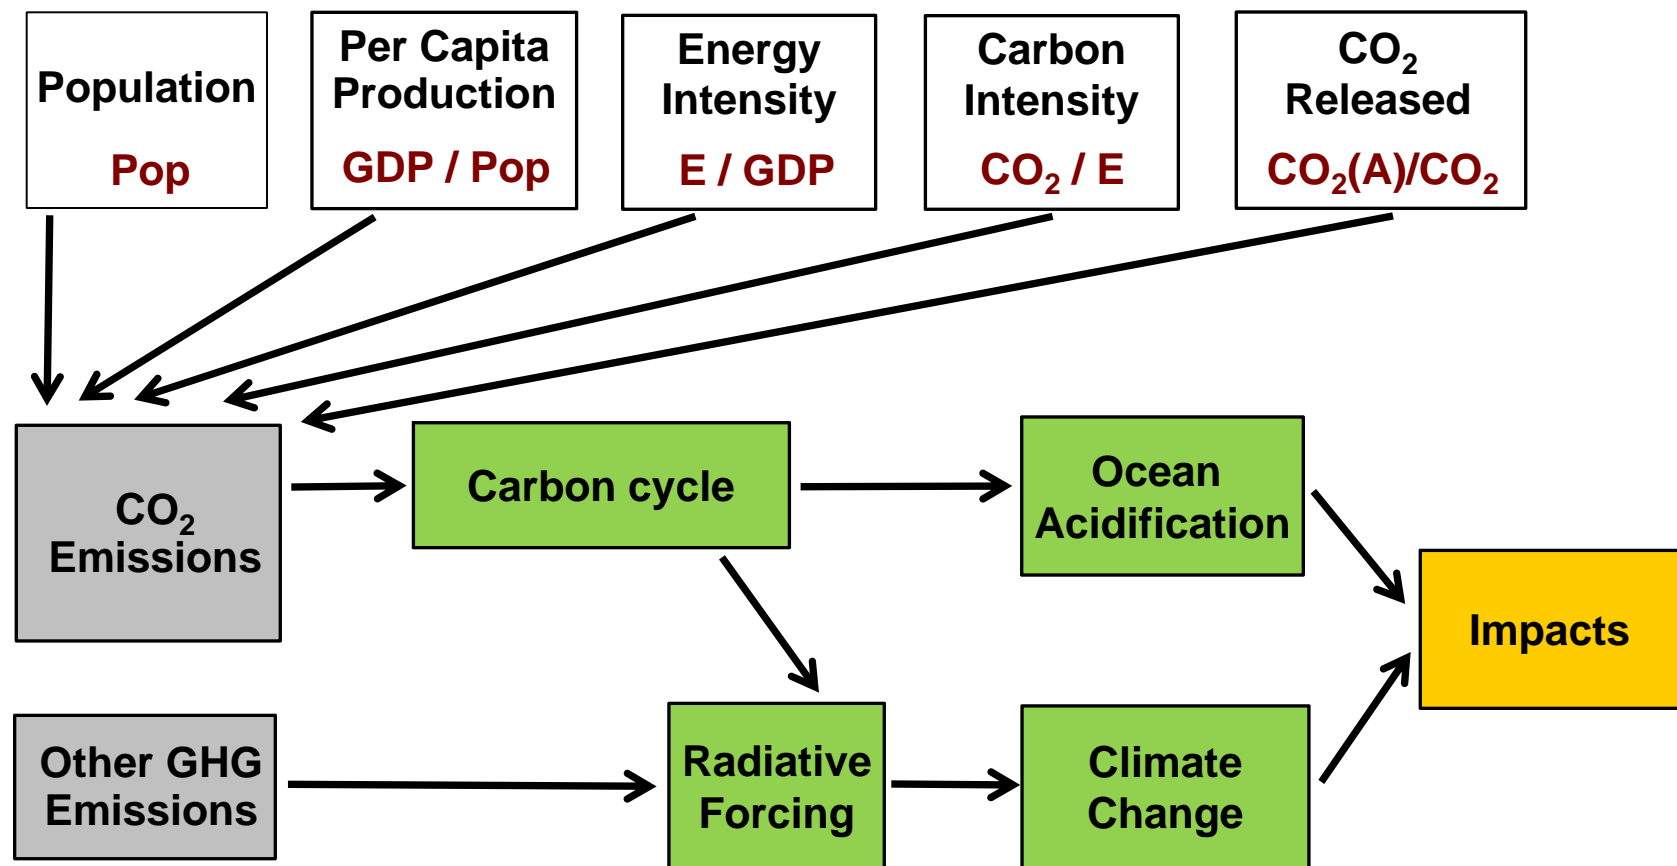 Population
Pop
Per Capita
Production
GDP / Pop
Energy
Intensity
E / GDP
Carbon
Intensity
CO₂ / E
CO₂
Released
CO₂(A)/CO₂
CO₂
Emissions
Carbon cycle
Ocean
Acidification
Impacts
Other GHG
Emissions
Radiative
Forcing
Climate
Change